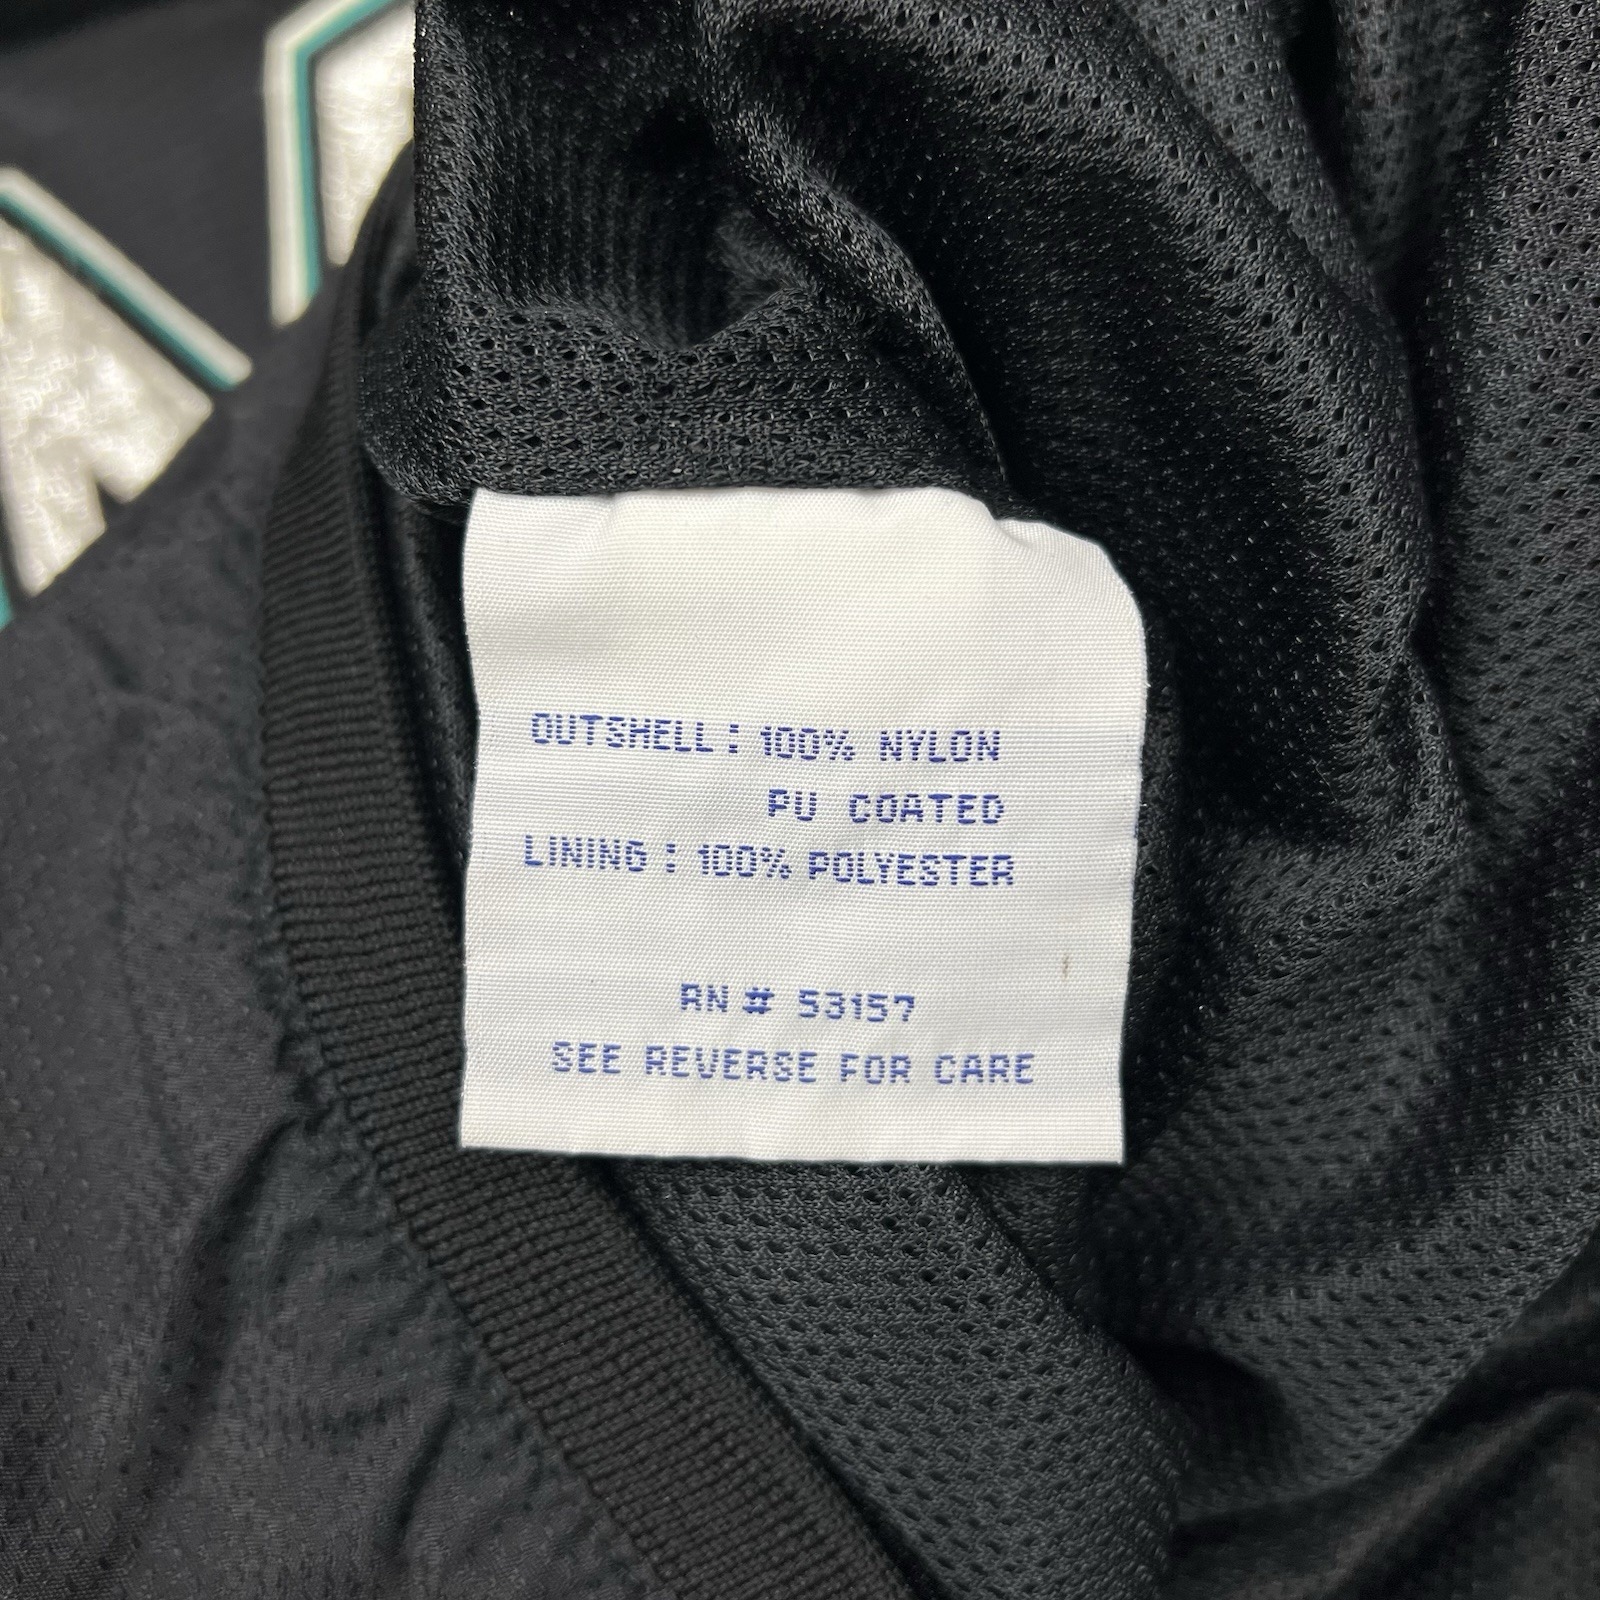 OUTSHELL: 100% NYLON
PU COATED
LINING: 100% POLYESTER
RN # 53157
SEE REVERSE FOR CARE